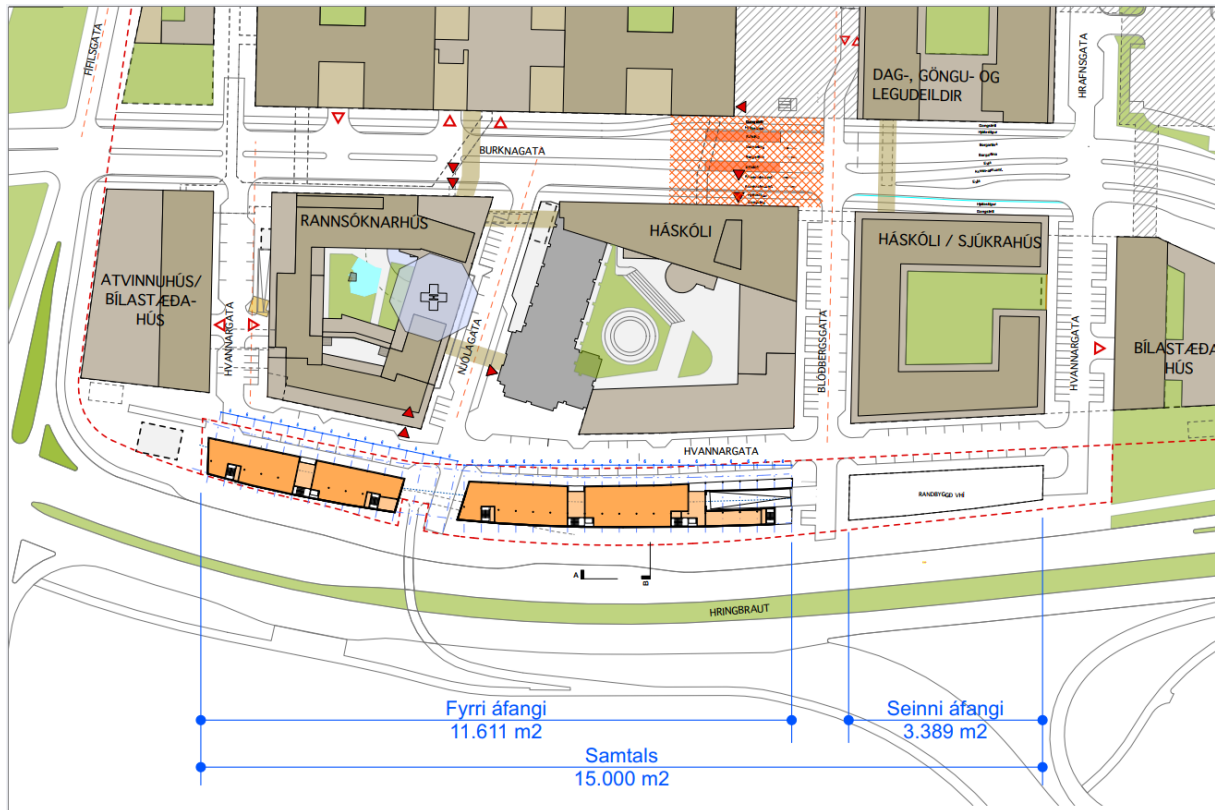 FÍFILSGATA
DAG-, GÖNGU- OG
LEGUDEILDIR
HRAFNSGATA
BURKNAGATA
RANNSÓKNARHÚS
HÁSKÓLI
HÁSKÓLI / SJÚKRAHÚS
ATVINNUHÚS/
BÍLASTÆÐA-
HÚS
H
HVANNARGATA
NJÓLAGATA
BLÓÐBERGSGATA
HVANNARGATA
BÍLASTÆÐA
HÚS
HVANNARGATA
RANDBYGGÐ VHÍ
A
B
HRINGBRAUT
Fyrri áfangi
11.611 m2
Seinni áfangi
3.389 m2
Samtals
15.000 m2